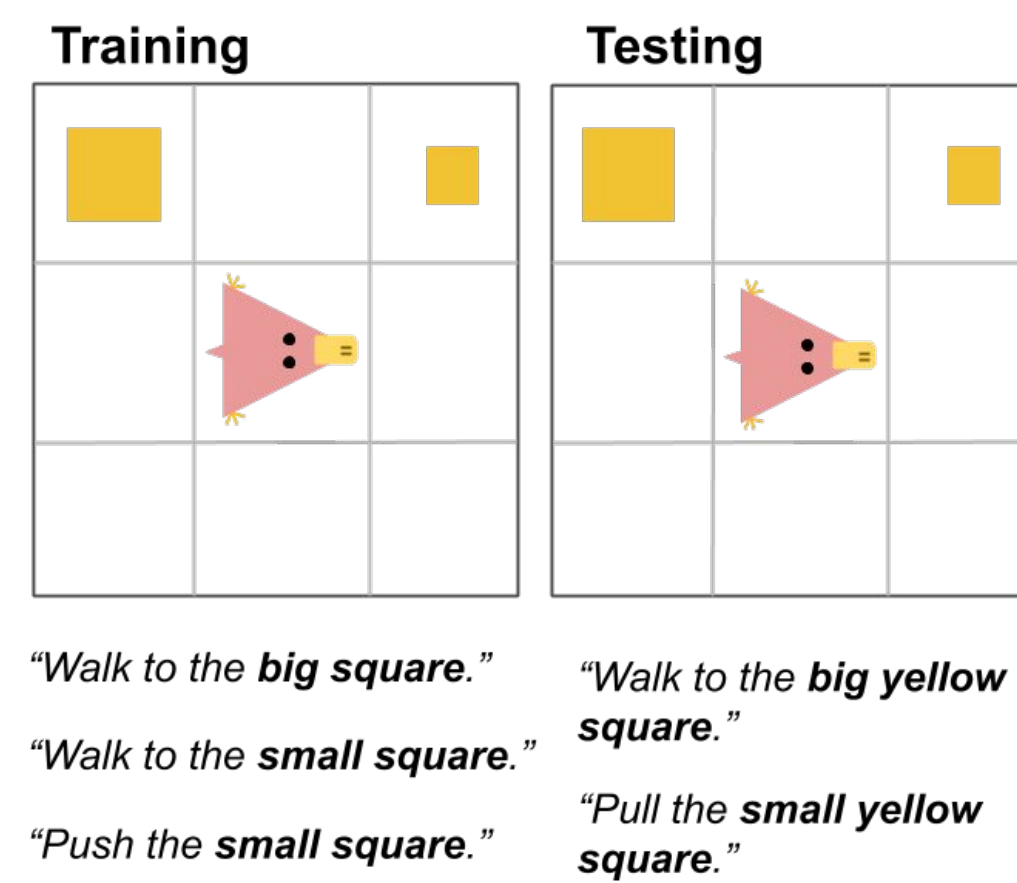 Training
Testing
“Walk to the big square.”
“Walk to the small square.”
“Push the small square.”
“Walk to the big yellow
square.”
“Pull the small yellow
square.”